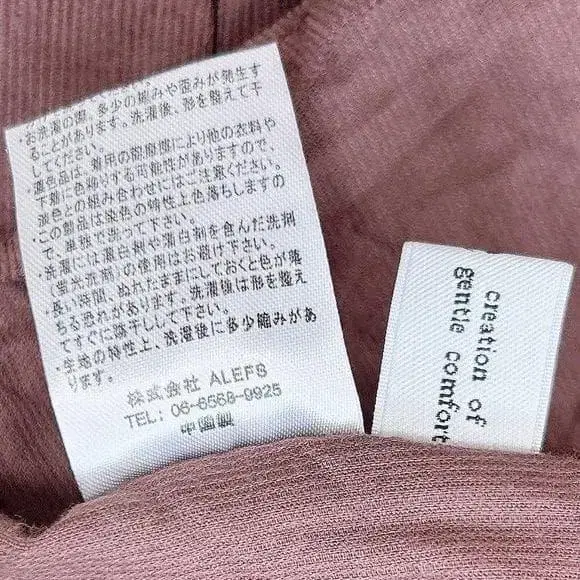 ・お洗濯の際、多少の縮みや歪みが発生す
ることがあります。洗濯後、形を整えて干
してください。
・濃色品は、着用の間摩擦により他の衣料や
下着に色移りする可能性がありますので、
淡色との組み合わせにはご注意ください。
・この製品は染色の特性上色落ちしますの
で、単独で洗って下さい。
・洗濯には漂白剤や蛍白剤を含んだ洗剤
(蛍光洗剤)の使用はお避け下さい。
・長い時間、ぬれたままにしておくと色が落
ちる恐れがあります。洗濯後は形を整え
てすぐに陰干しして下さい。
・生地の特性上、洗濯後に多少縮みがあ
ります。
株式会社 ALEFS
TEL: 06-6568-9925
中国製
creation of
gentle comfort